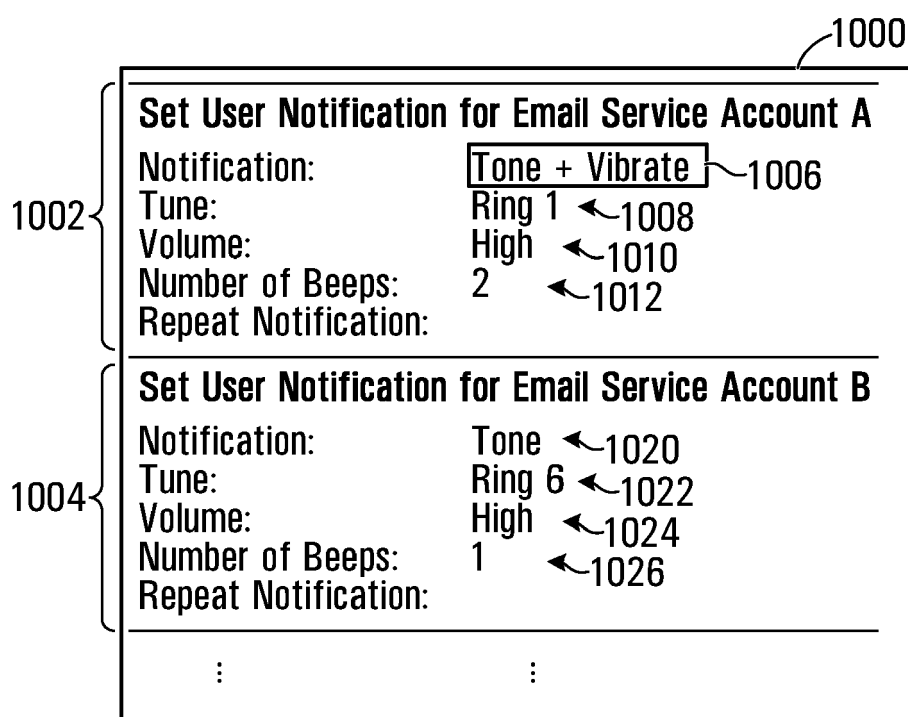 1000
Set User Notification for Email Service Account A
Notification: Tone + Vibrate 1006
1002 Tune: Ring 1 1008
Volume: High 1010
Number of Beeps: 2 1012
Repeat Notification:
Set User Notification for Email Service Account B
Notification: Tone 1020
1004 Tune: Ring 6 1022
Volume: High 1024
Number of Beeps: 1 1026
Repeat Notification: